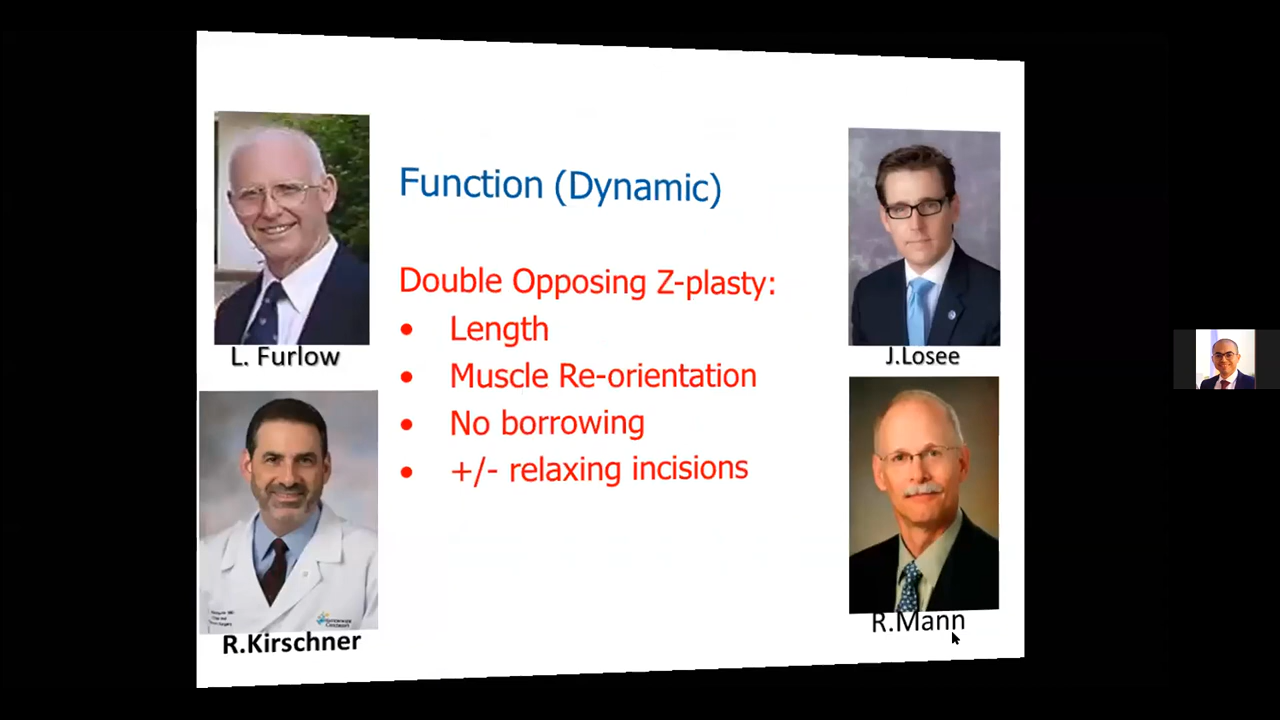 Function (Dynamic)
Double Opposing Z-plasty:
• Length
• Muscle Re-orientation
• No borrowing
• +/- relaxing incisions
L. Furlow
J.Losee
R.Kirschner
R.Mann